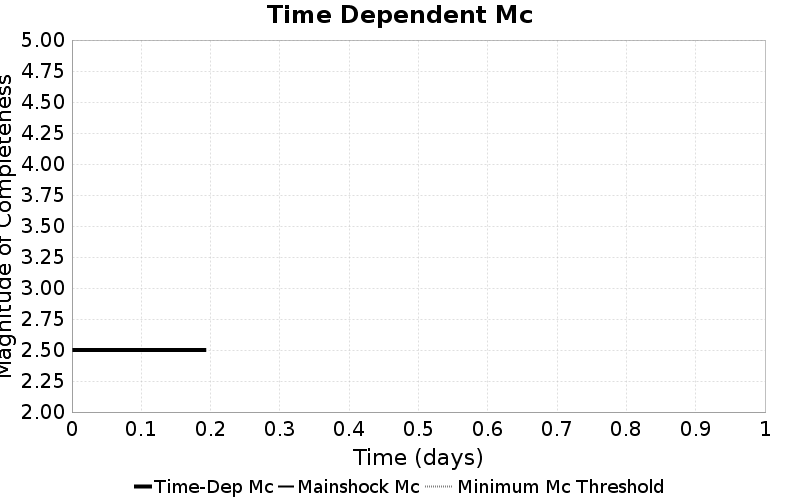 Time Dependent Mc
Magnitude of Completeness
5.00
4.75
4.50
4.25
4.00
3.75
3.50
3.25
3.00
2.75
2.50
2.25
2.00
0 0.1 0.2 0.3 0.4 0.5 0.6 0.7 0.8 0.9 1
Time (days)
Time-Dep Mc Mainshock Mc Minimum Mc Threshold